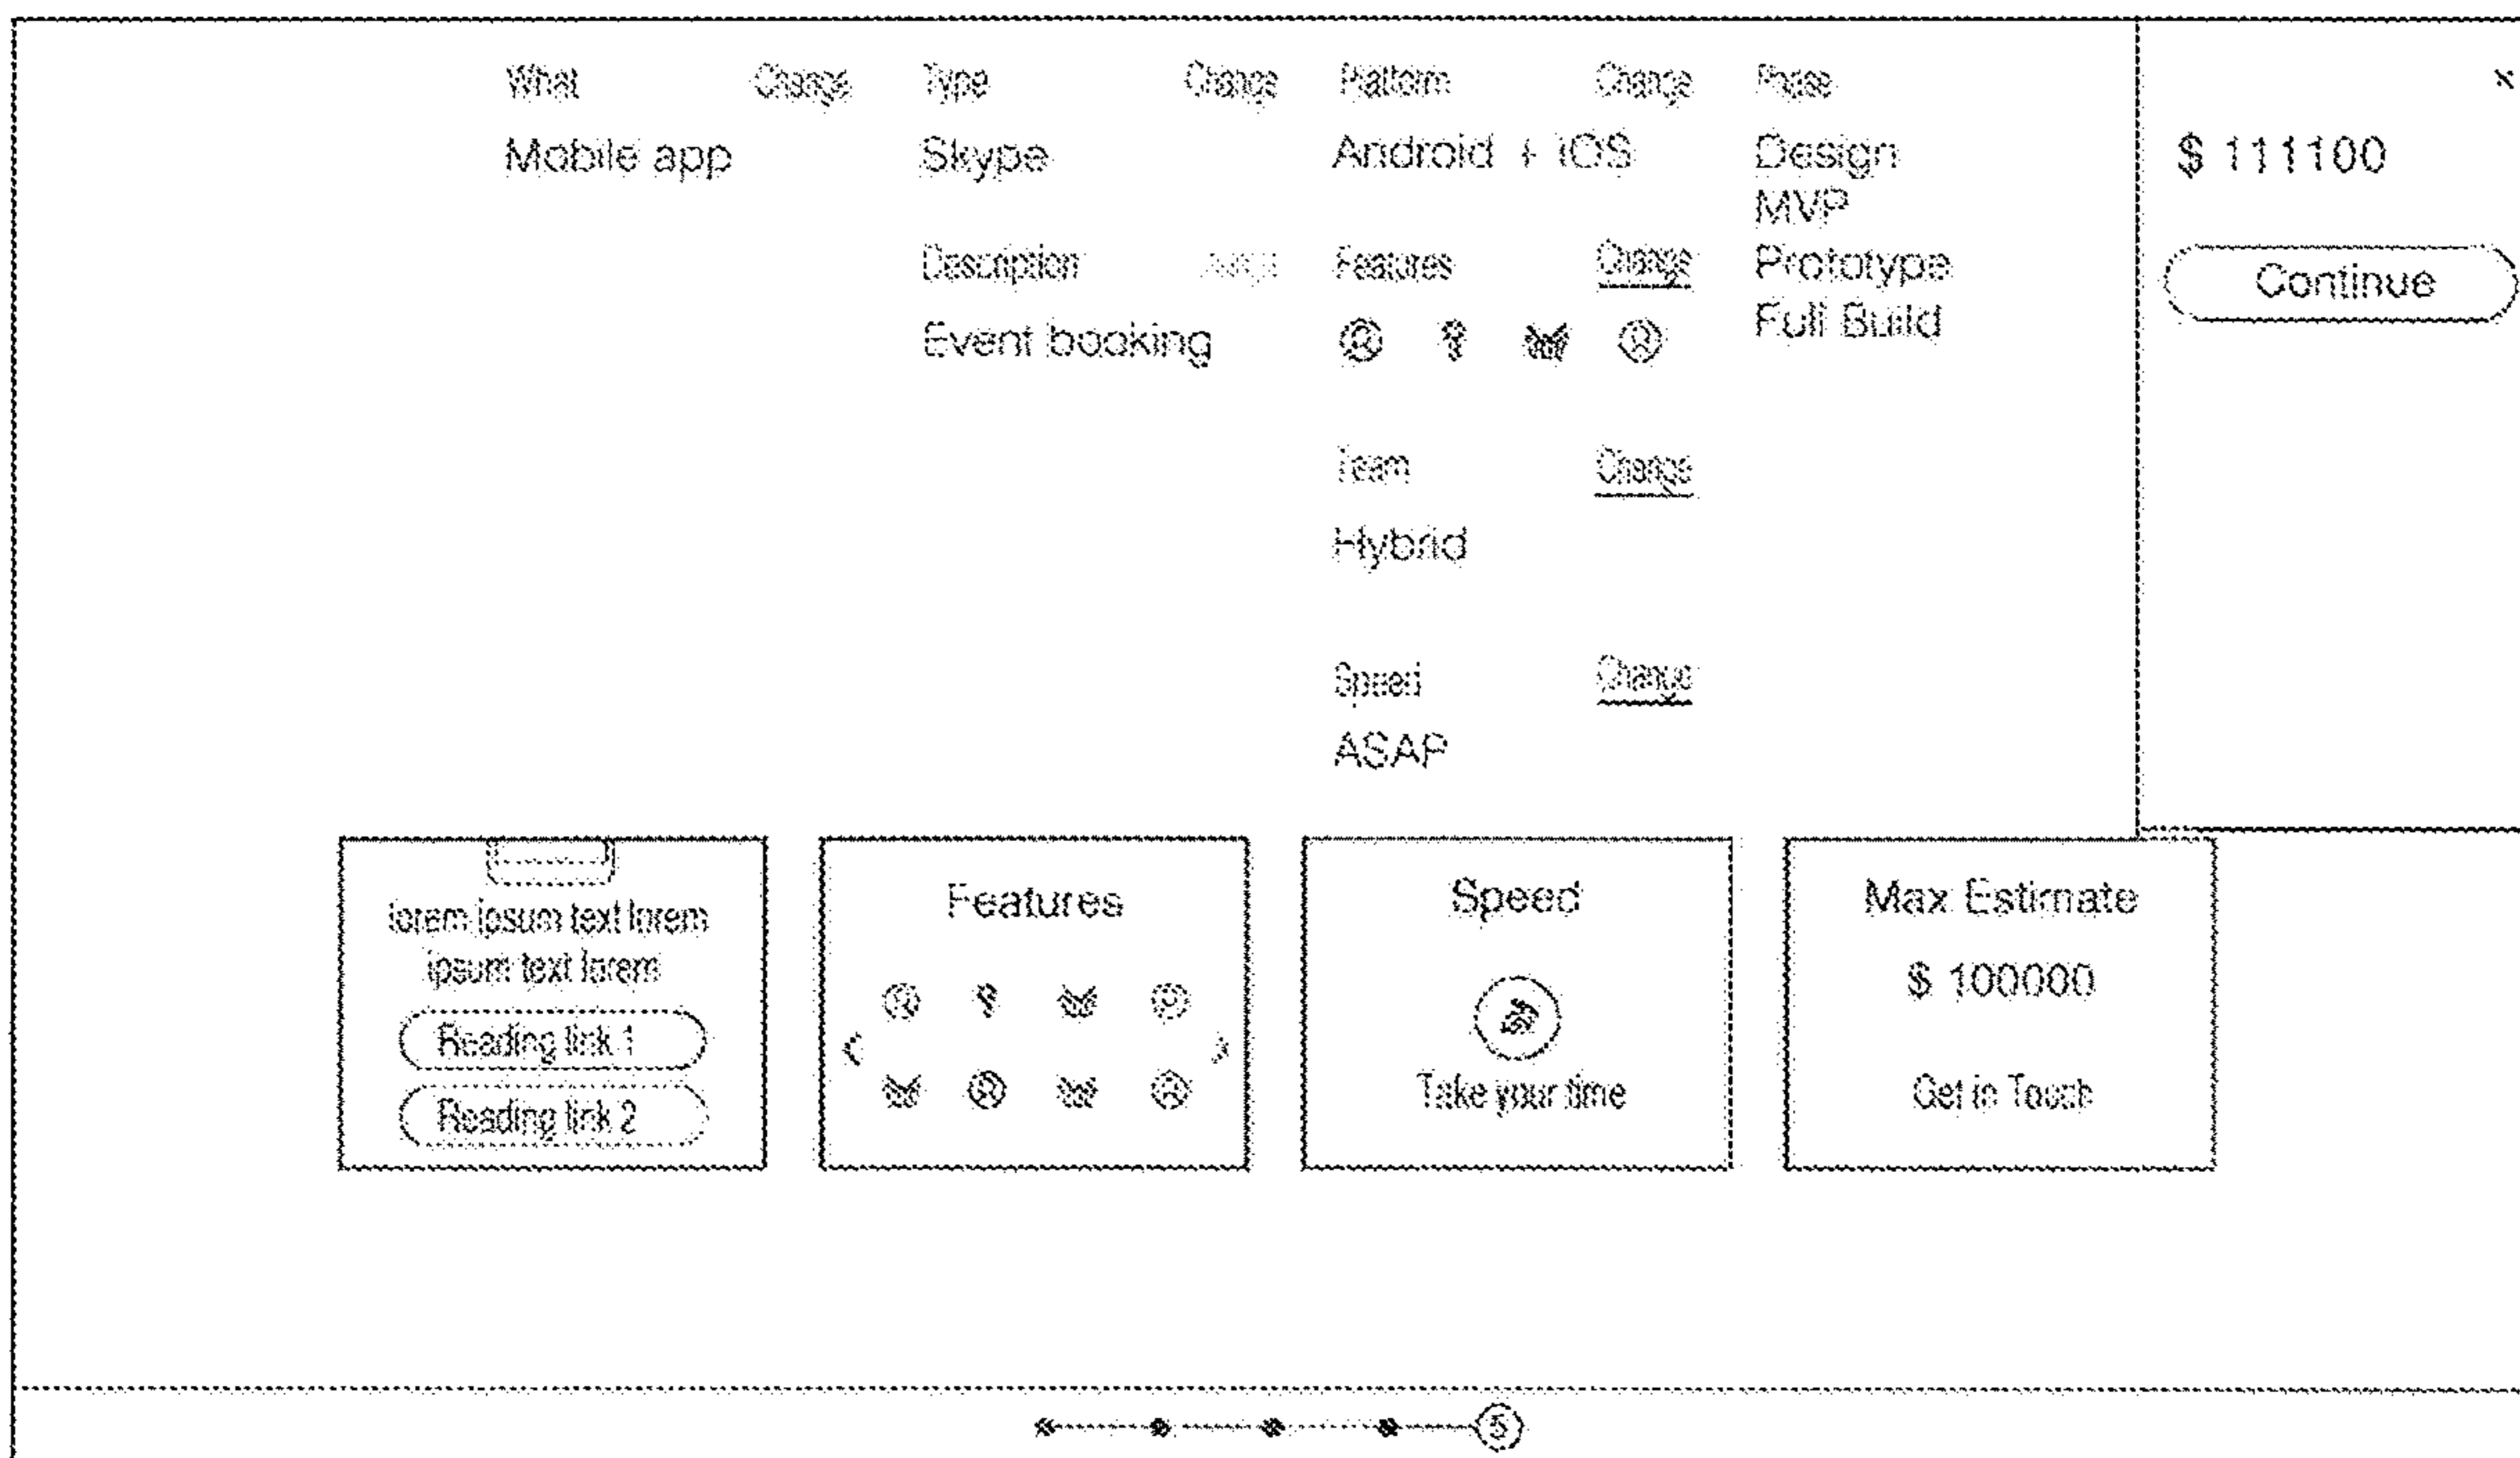 What Change Type Change Platform Change Phase ×
Mobile app Skype Android + iOS Design $ 111100
MVP
Description Features Change Prototype Continue
Event booking Full Build
Team Change
Hybrid
Speed Change
ASAP
lorem ipsum text lorem
ipsum text lorem
Reading link 1
Reading link 2
Features
Speed
Take your time
Max Estimate
$ 100000
Get in Touch
5